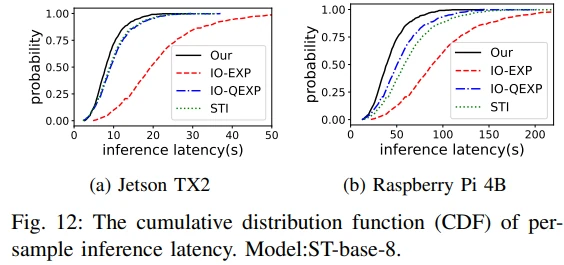 1.00
0.75
0.50
0.25
0.00
probability
Our
IO-EXP
IO-QEXP
STI
0 10 20 30 40 50
inference latency(s)
(a) Jetson TX2
1.00
0.75
0.50
0.25
0.00
probability
Our
IO-EXP
IO-QEXP
STI
0 50 100 150 200
inference latency(s)
(b) Raspberry Pi 4B
Fig. 12: The cumulative distribution function (CDF) of per-
sample inference latency. Model:ST-base-8.